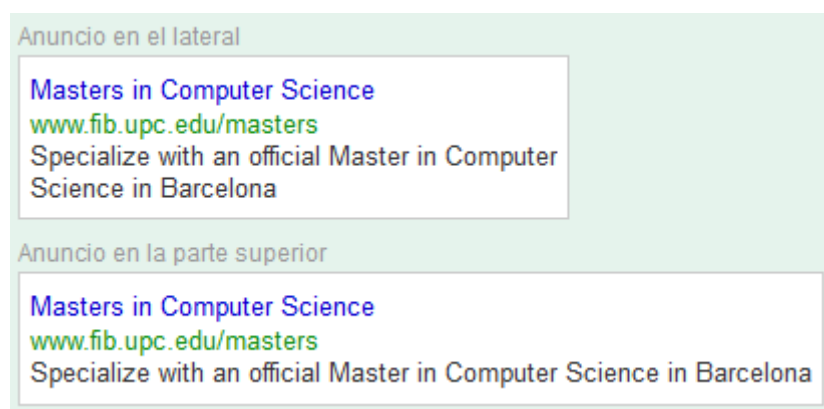 Anuncio en el lateral
Masters in Computer Science
www.fib.upc.edu/masters
Specialize with an official Master in Computer
Science in Barcelona
Anuncio en la parte superior
Masters in Computer Science
www.fib.upc.edu/masters
Specialize with an official Master in Computer Science in Barcelona